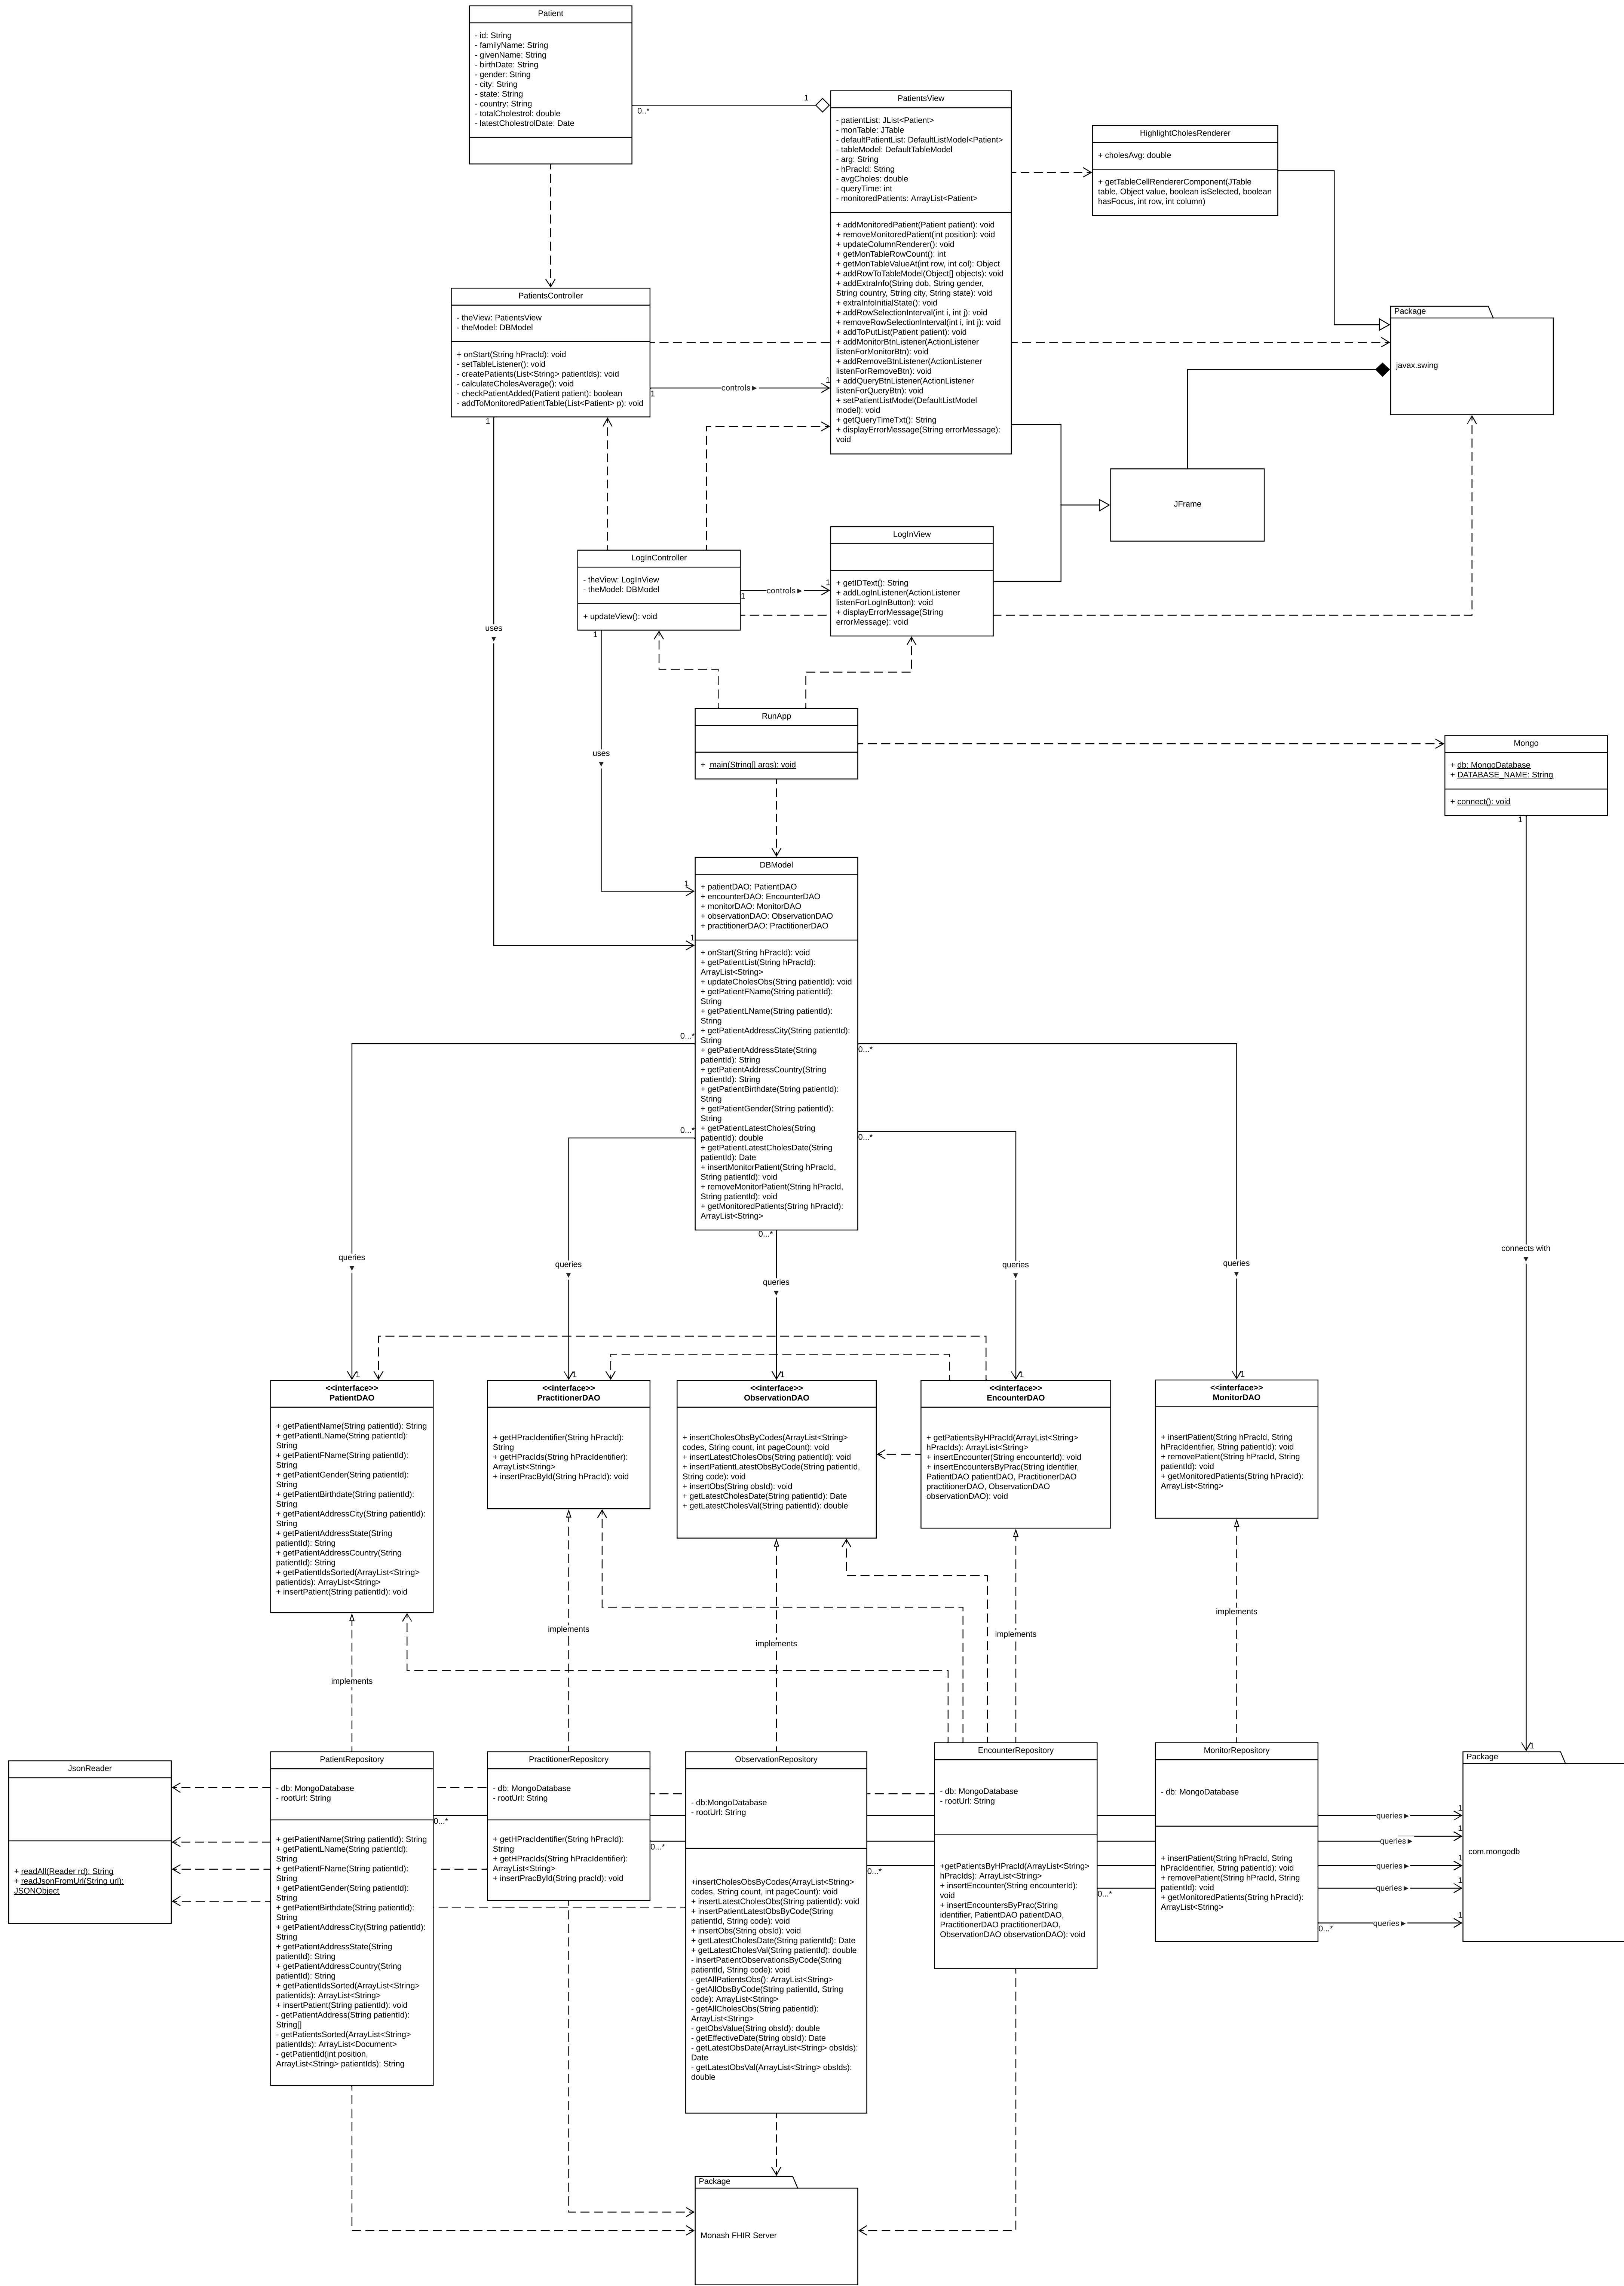 Patient
- id: String
- familyName: String
- givenName: String
- birthDate: String
- gender: String
- city: String
- state: String
- country: String
- totalCholestrol: double
- latestCholestrolDate: Date
0..*
1
PatientsView
- patientList: JList<Patient>
- monTable: JTable
- defaultPatientList: DefaultListModel<Patient>
- tableModel: DefaultTableModel
- arg: String
- hPracId: String
- avgCholes: double
- queryTime: int
- monitoredPatients: ArrayList<Patient>
+ addMonitoredPatient(Patient patient): void
+ removeMonitoredPatient(int position): void
+ updateColumnRenderer(): void
+ getMonTableRowCount(): int
+ getMonTableValueAt(int row, int col): Object
+ addRowToTableModel(Object[] objects): void
+ addExtraInfo(String dob, String gender,
String country, String city, String state): void
+ extraInfoInitialState(): void
+ addRowSelectionInterval(int i, int j): void
+ removeRowSelectionInterval(int i, int j): void
+ addToPutList(Patient patient): void
+ addMonitorBtnListener(ActionListener
listenForMonitorBtn): void
+ addRemoveBtnListener(ActionListener
listenForRemoveBtn): void
+ addQueryBtnListener(ActionListener
listenForQueryBtn): void
+ setPatientListModel(DefaultListModel
model): void
+ getQueryTimeTxt(): String
+ displayErrorMessage(String errorMessage):
void
HighlightCholesRenderer
+ cholesAvg: double
+ getTableCellRendererComponent(JTable
table, Object value, boolean isSelected, boolean
hasFocus, int row, int column)
PatientsController
- theView: PatientsView
- theModel: DBModel
+ onStart(String hPracId): void
- setTableListener(): void
- createPatients(List<String> patientIds): void
- calculateCholesAverage(): void
- checkPatientAdded(Patient patient): boolean
- addToMonitoredPatientTable(List<Patient> p): void
1
controls ►
1
1
Package
javax.swing
JFrame
LogInController
- theView: LogInView
- theModel: DBModel
+ updateView(): void
1
controls ►
1
1
LogInView
+ getIDText(): String
+ addLogInListener(ActionListener
listenForLogInButton): void
+ displayErrorMessage(String
errorMessage): void
uses
▼
uses
▼
RunApp
+ main(String[] args): void
Mongo
+ db: MongoDatabase
+ DATABASE_NAME: String
+ connect(): void
1
DBModel
+ patientDAO: PatientDAO
+ encounterDAO: EncounterDAO
+ monitorDAO: MonitorDAO
+ observationDAO: ObservationDAO
+ practitionerDAO: PractitionerDAO
+ onStart(String hPracId): void
+ getPatientList(String hPracId):
ArrayList<String>
+ updateCholesObs(String patientId): void
+ getPatientFName(String patientId):
String
+ getPatientLName(String patientId):
String
+ getPatientAddressCity(String patientId):
String
+ getPatientAddressState(String
patientId): String
+ getPatientAddressCountry(String
patientId): String
+ getPatientBirthdate(String patientId):
String
+ getPatientGender(String patientId):
String
+ getPatientLatestCholes(String
patientId): double
+ getPatientLatestCholesDate(String
patientId): Date
+ insertMonitorPatient(String hPracId,
String patientId): void
+ removeMonitorPatient(String hPracId,
String patientId): void
+ getMonitoredPatients(String hPracId):
ArrayList<String>
1
1
0...*
0...*
0...*
0...*
0...*
queries
▼
queries
▼
queries
▼
queries
▼
queries
▼
connects with
▼
1
1
1
1
1
<<interface>>
PatientDAO
+ getPatientName(String patientId): String
+ getPatientLName(String patientId):
String
+ getPatientFName(String patientId):
String
+ getPatientGender(String patientId):
String
+ getPatientBirthdate(String patientId):
String
+ getPatientAddressCity(String patientId):
String
+ getPatientAddressState(String
patientId): String
+ getPatientAddressCountry(String
patientId): String
+ getPatientIdsSorted(ArrayList<String>
patientids): ArrayList<String>
+ insertPatient(String patientId): void
<<interface>>
PractitionerDAO
+ getHPracIdentifier(String hPracId):
String
+ getHPracIds(String hPracIdentifier):
ArrayList<String>
+ insertPracById(String hPracId): void
<<interface>>
ObservationDAO
+ insertCholesObsByCodes(ArrayList<String>
codes, String count, int pageCount): void
+ insertLatestCholesObs(String patientId): void
+ insertPatientLatestObsByCode(String patientId,
String code): void
+ insertObs(String obsId): void
+ getLatestCholesDate(String patientId): Date
+ getLatestCholesVal(String patientId): double
<<interface>>
EncounterDAO
+ getPatientsByHPracId(ArrayList<String>
hPracIds): ArrayList<String>
+ insertEncounter(String encounterId): void
+ insertEncountersByPrac(String identifier,
PatientDAO patientDAO, PractitionerDAO
practitionerDAO, ObservationDAO
observationDAO): void
<<interface>>
MonitorDAO
+ insertPatient(String hPracId, String
hPracIdentifier, String patientId): void
+ removePatient(String hPracId, String
patientId): void
+ getMonitoredPatients(String hPracId):
ArrayList<String>
implements
implements
implements
implements
implements
JsonReader
+ readAll(Reader rd): String
+ readJsonFromUrl(String url):
JSONObject
PatientRepository
- db: MongoDatabase
- rootUrl: String
+ getPatientName(String patientId): String
+ getPatientLName(String patientId):
String
+ getPatientFName(String patientId):
String
+ getPatientGender(String patientId):
String
+ getPatientBirthdate(String patientId):
String
+ getPatientAddressCity(String patientId):
String
+ getPatientAddressState(String
patientId): String
+ getPatientAddressCountry(String
patientId): String
+ getPatientIdsSorted(ArrayList<String>
patientids): ArrayList<String>
+ insertPatient(String patientId): void
- getPatientAddress(String patientId):
String[]
- getPatientsSorted(ArrayList<String>
patientIds): ArrayList<Document>
- getPatientId(int position,
ArrayList<String> patientIds): String
0...*
PractitionerRepository
- db: MongoDatabase
- rootUrl: String
+ getHPracIdentifier(String hPracId):
String
+ getHPracIds(String hPracIdentifier):
ArrayList<String>
+ insertPracById(String pracId): void
0...*
ObservationRepository
- db:MongoDatabase
- rootUrl: String
+insertCholesObsByCodes(ArrayList<String>
codes, String count, int pageCount): void
+ insertLatestCholesObs(String patientId): void
+ insertPatientLatestObsByCode(String
patientId, String code): void
+ insertObs(String obsId): void
+ getLatestCholesDate(String patientId): Date
+ getLatestCholesVal(String patientId): double
- insertPatientObservationsByCode(String
patientId, String code): void
- getAllPatientsObs(): ArrayList<String>
- getAllObsByCode(String patientId, String
code): ArrayList<String>
- getAllCholesObs(String patientId):
ArrayList<String>
- getObsValue(String obsId): double
- getEffectiveDate(String obsId): Date
- getLatestObsDate(ArrayList<String> obsIds):
Date
- getLatestObsVal(ArrayList<String> obsIds):
double
0...*
EncounterRepository
- db: MongoDatabase
- rootUrl: String
+getPatientsByHPracId(ArrayList<String>
hPracIds): ArrayList<String>
+ insertEncounter(String encounterId):
void
+ insertEncountersByPrac(String
identifier, PatientDAO patientDAO,
PractitionerDAO practitionerDAO,
ObservationDAO observationDAO): void
0...*
MonitorRepository
- db: MongoDatabase
+ insertPatient(String hPracId, String
hPracIdentifier, String patientId): void
+ removePatient(String hPracId, String
patientId): void
+ getMonitoredPatients(String hPracId):
ArrayList<String>
0...*
queries ►
queries ►
queries ►
queries ►
queries ►
1
1
1
1
1
1
Package
com.mongodb
Package
Monash FHIR Server